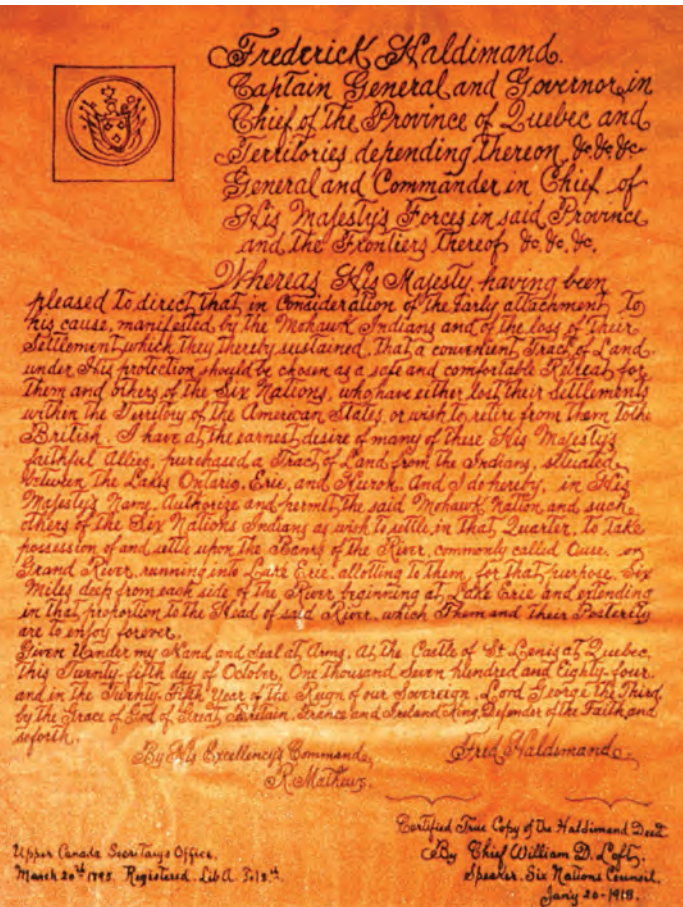 Frederick Haldimand.
Captain General and Governor in
Chief of the Province of Quebec and
Territories depending thereon, &c. &c. &c.
General and Commander in Chief of
His Majesty's Forces in said Province
and the Frontiers thereof &c. &c. &c.
Whereas His Majesty having been
pleased to direct that in Consideration of the Early attachment to
his cause, manifested by the Mohawk Indians and of the loss of their
Settlement which they thereby sustained, that a convenient Tract of Land
under His protection should be chosen as a safe and comfortable Retreat for
them and others of the Six Nations, who have either lost their Settlements
within the Territory of the American States, or wish to retire from them to the
British. I have at the earnest desire of many of these His Majesty's
faithful Allies, purchased a Tract of Land from the Indians, situated
between the Lakes Ontario, Erie, and Huron. And I do hereby, in His
Majesty's Name, Authorize and permit the said Mohawk Nation and such
others of the Six Nations Indians as wish to settle in that Quarter, to take
possession of and settle upon the Banks of the River, commonly called Ouse, or
Grand River, running into Lake Erie, allotting to them, for that purpose, Six
Miles deep from each side of the River beginning at Lake Erie and extending
in that proportion to the Head of said River, which Them and their Posterity
are to enjoy forever.
Given Under my Hand and Seal at Arms, At the Castle of St Lewis at Quebec,
this Twenty-fifth day of October, One Thousand Seven hundred and Eighty-four,
and in the Twenty-Fifth Year of the Reign of our Sovereign Lord George the Third
by the Grace of God of Great Britain, France and Ireland King, Defender of the Faith and
soforth.
By His Excellency's Command, Fred Haldimand.
R. Mathews.
Certified True Copy of the Haldimand Deed
By Chief William D. Loft.
Speaker, Six Nations Council.
Jan'y 20-1918.
Upper Canada Secretary's Office.
March 20th 1795. Registered. Lib A.